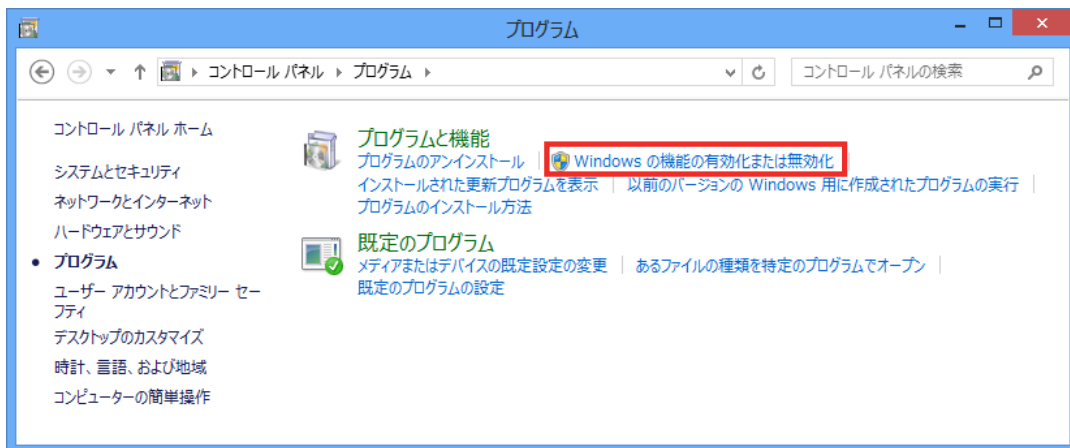 プログラム
コントロール パネル プログラム
コントロール パネルの検索
コントロール パネル ホーム
システムとセキュリティ
ネットワークとインターネット
ハードウェアとサウンド
プログラム
ユーザー アカウントとファミリー セー
フティ
デスクトップのカスタマイズ
時計、言語、および地域
コンピューターの簡単操作
プログラムと機能
プログラムのアンインストール Windows の機能の有効化または無効化
インストールされた更新プログラムを表示 以前のバージョンの Windows 用に作成されたプログラムの実行
プログラムのインストール方法
既定のプログラム
メディアまたはデバイスの既定設定の変更 あるファイルの種類を特定のプログラムでオープン
既定のプログラムの設定